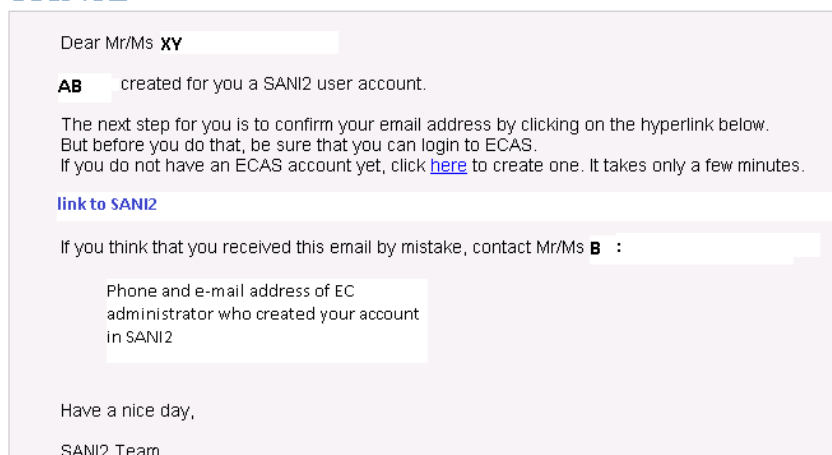 Dear Mr/Ms XY
AB created for you a SANI2 user account.
The next step for you is to confirm your email address by clicking on the hyperlink below.
But before you do that, be sure that you can login to ECAS.
If you do not have an ECAS account yet, click here to create one. It takes only a few minutes.
link to SANI2
If you think that you received this email by mistake, contact Mr/Ms B :
Phone and e-mail address of EC
administrator who created your account
in SANI2
Have a nice day,
SANI2 Team